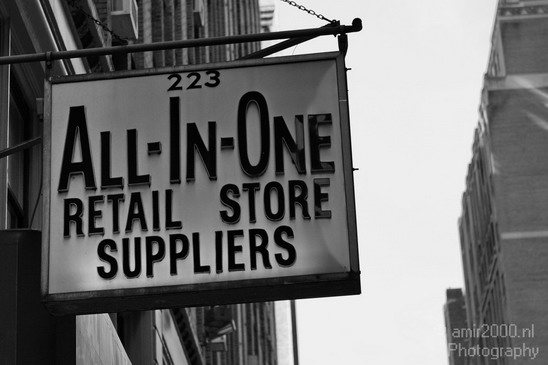 223
ALL-IN-ONE
RETAIL STORE
SUPPLIERS
amir2000.nl
Photography